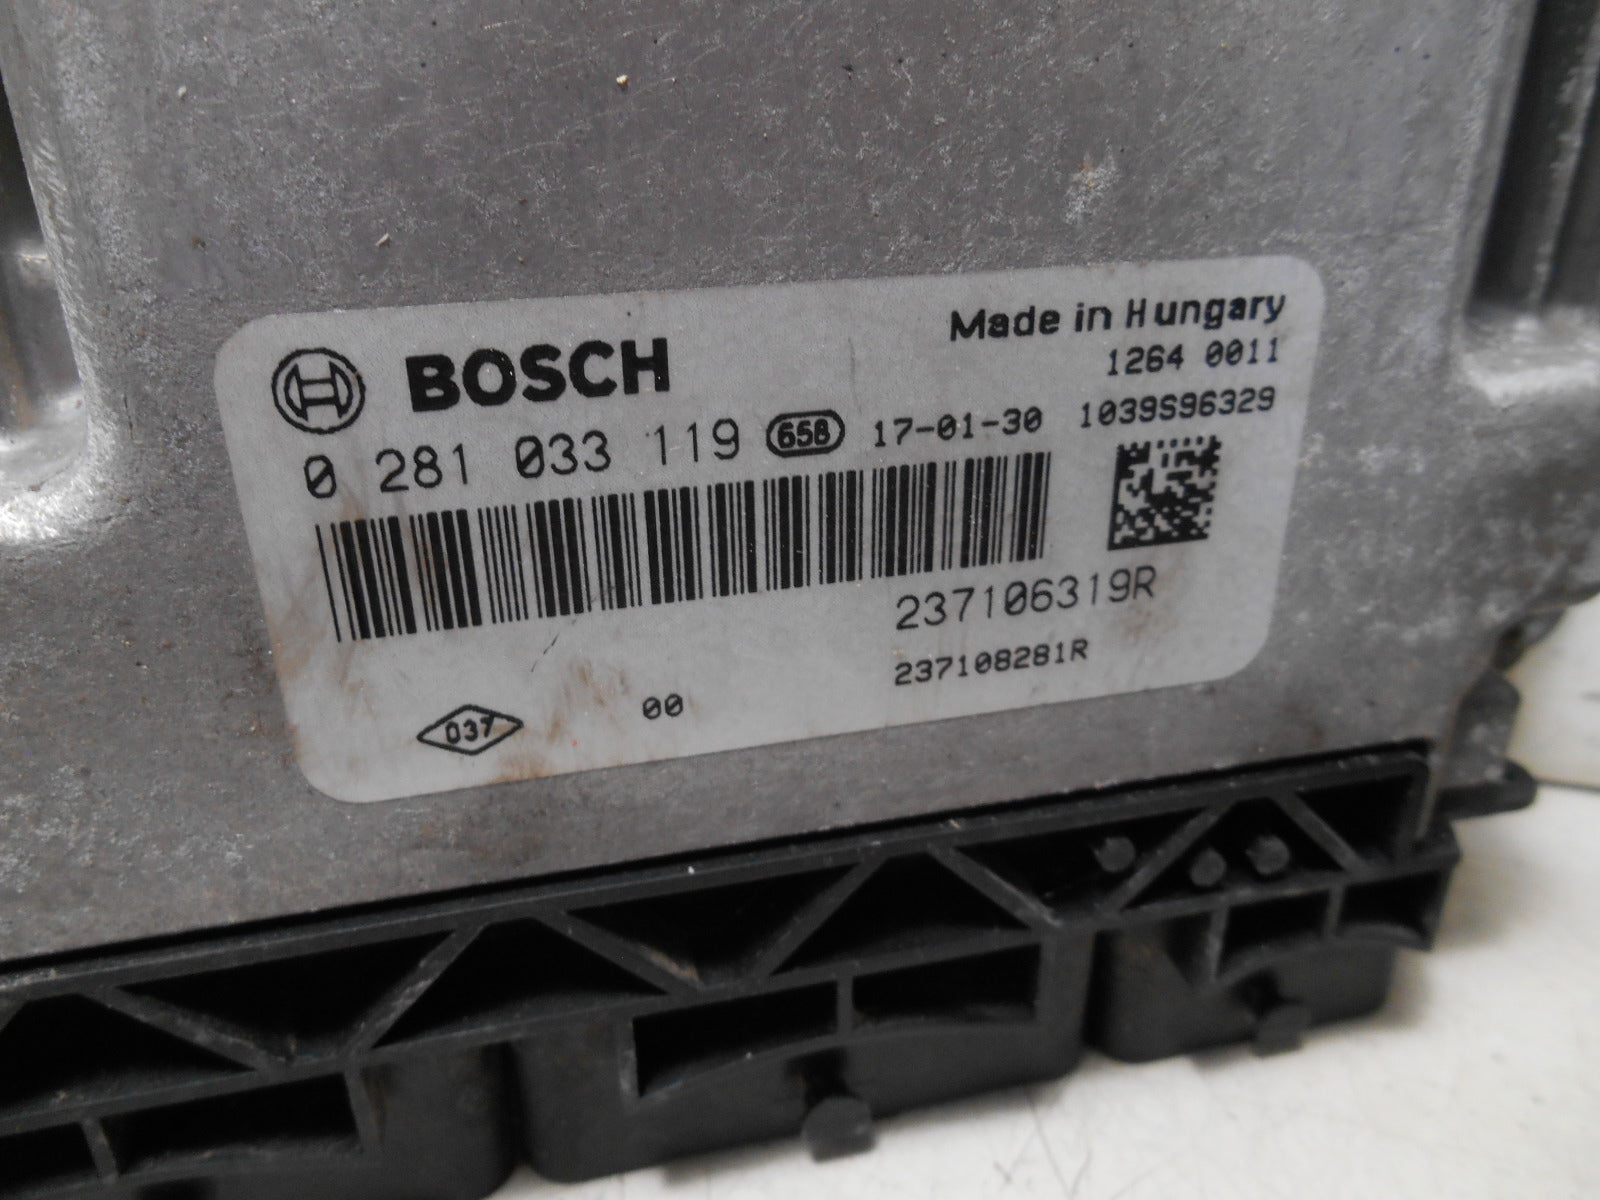 BOSCH
Made in Hungary
1264 0011
0 281 033 119 658 17-01-30 1039S96329
237106319R
237108281R
037 00